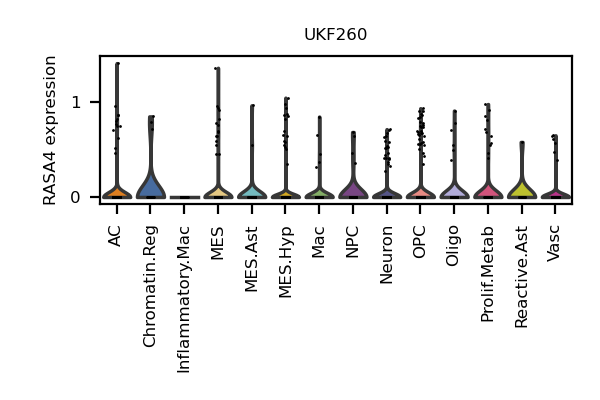 UKF260
RASA4 expression
1
0
AC
Chromatin.Reg
Inflammatory.Mac
MES
MES.Ast
MES.Hyp
Mac
NPC
Neuron
OPC
Oligo
Prolif.Metab
Reactive.Ast
Vasc